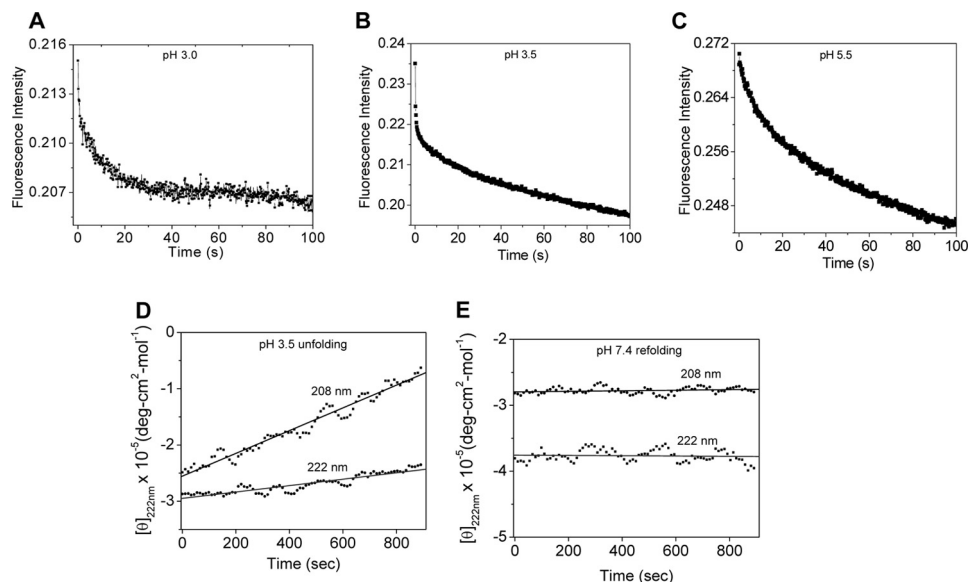 A
pH 3.0
0.216
0.213
0.210
0.207
Fluorescence Intensity
0 20 40 60 80 100
Time (s)
B
pH 3.5
0.24
0.23
0.22
0.21
0.20
Fluorescence Intensity
0 20 40 60 80 100
Time (s)
C
pH 5.5
0.272
0.264
0.256
0.248
Fluorescence Intensity
0 20 40 60 80 100
Time (s)
D
pH 3.5 unfolding
0
-1
-2
-3
208 nm
222 nm
[θ]222nm x 10-5(deg-cm2-mol-1)
0 200 400 600 800
Time (sec)
E
pH 7.4 refolding
-2
-3
-4
-5
208 nm
222 nm
[θ]222nm x 10-5(deg-cm2-mol-1)
0 200 400 600 800
Time (sec)